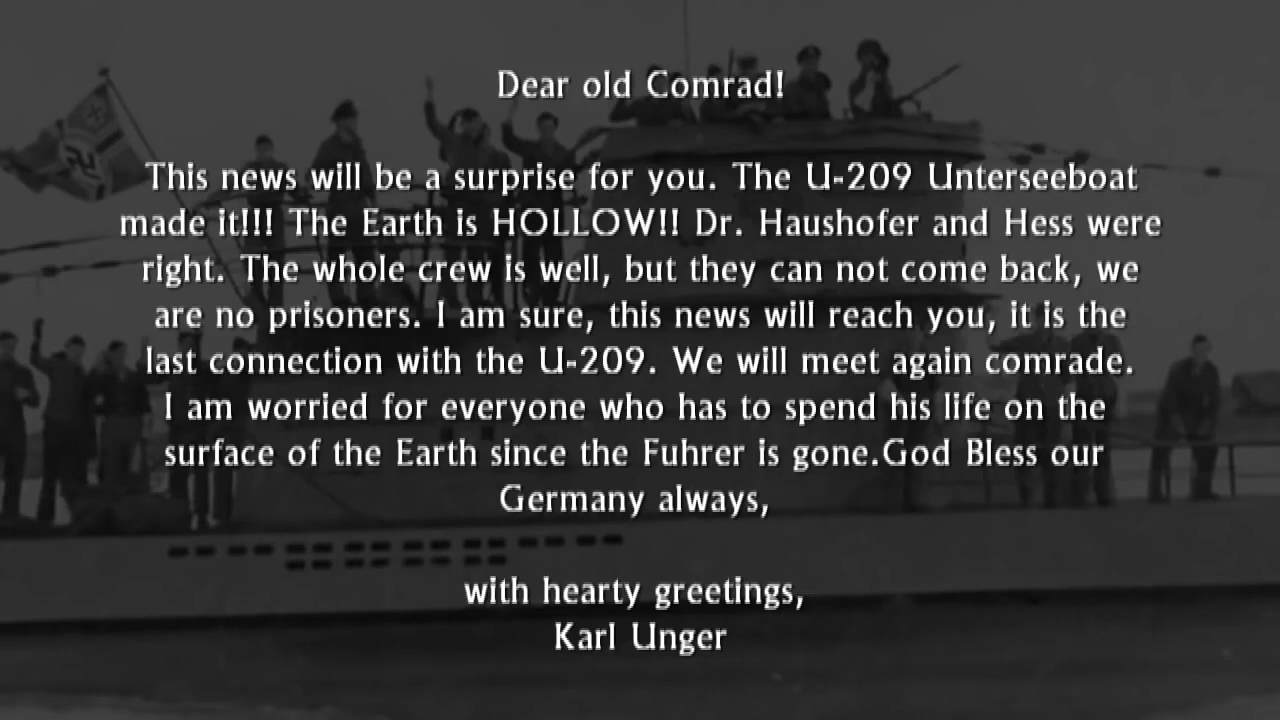 Dear old Comrad!
This news will be a surprise for you. The U-209 Unterseeboat
made it!!! The Earth is HOLLOW!! Dr. Haushofer and Hess were
right. The whole crew is well, but they can not come back, we
are no prisoners. I am sure, this news will reach you, it is the
last connection with the U-209. We will meet again comrade.
I am worried for everyone who has to spend his life on the
surface of the Earth since the Fuhrer is gone.God Bless our
Germany always,
with hearty greetings,
Karl Unger